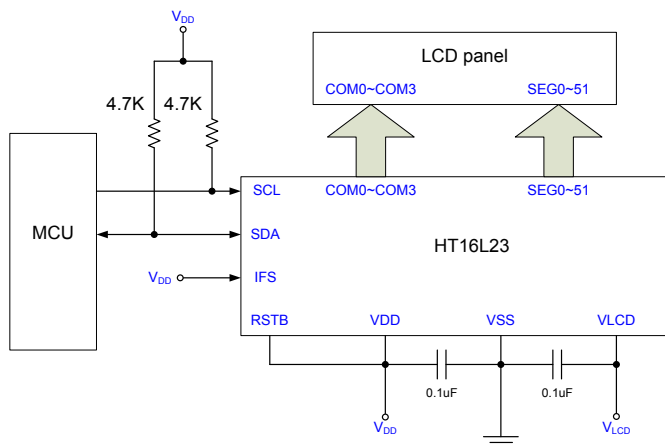 VDD
LCD panel
COM0~COM3 SEG0~51
4.7K 4.7K
MCU
SCL COM0~COM3 SEG0~51
SDA
HT16L23
VDD IFS
RSTB VDD VSS VLCD
0.1uF 0.1uF
VDD VLCD